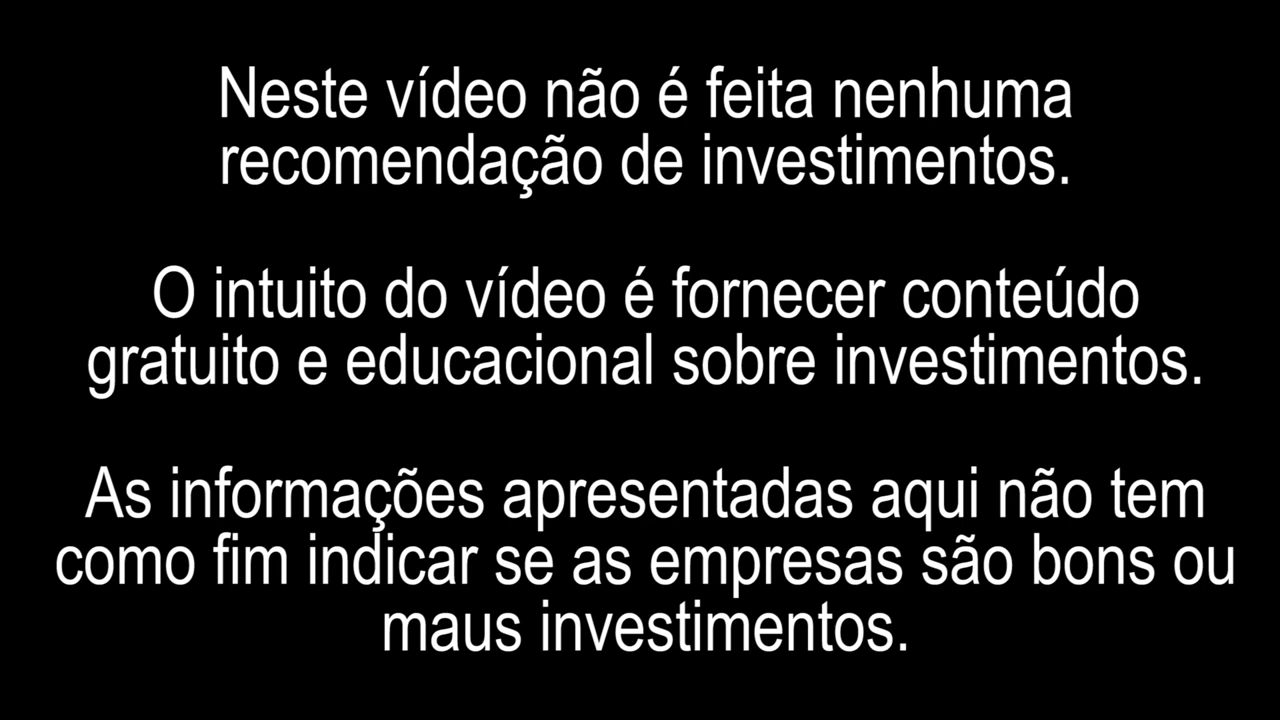 Neste vídeo não é feita nenhuma
recomendação de investimentos.
O intuito do vídeo é fornecer conteúdo
gratuito e educacional sobre investimentos.
As informações apresentadas aqui não tem
como fim indicar se as empresas são bons ou
maus investimentos.